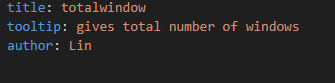 title: totalwindow
tooltip: gives total number of windows
author: Lin